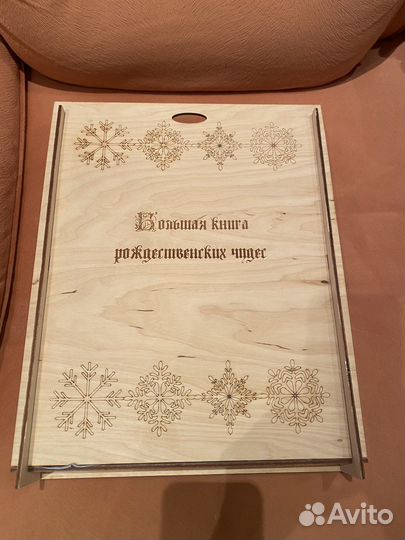 Большая книга
рождественских чудес
Avito